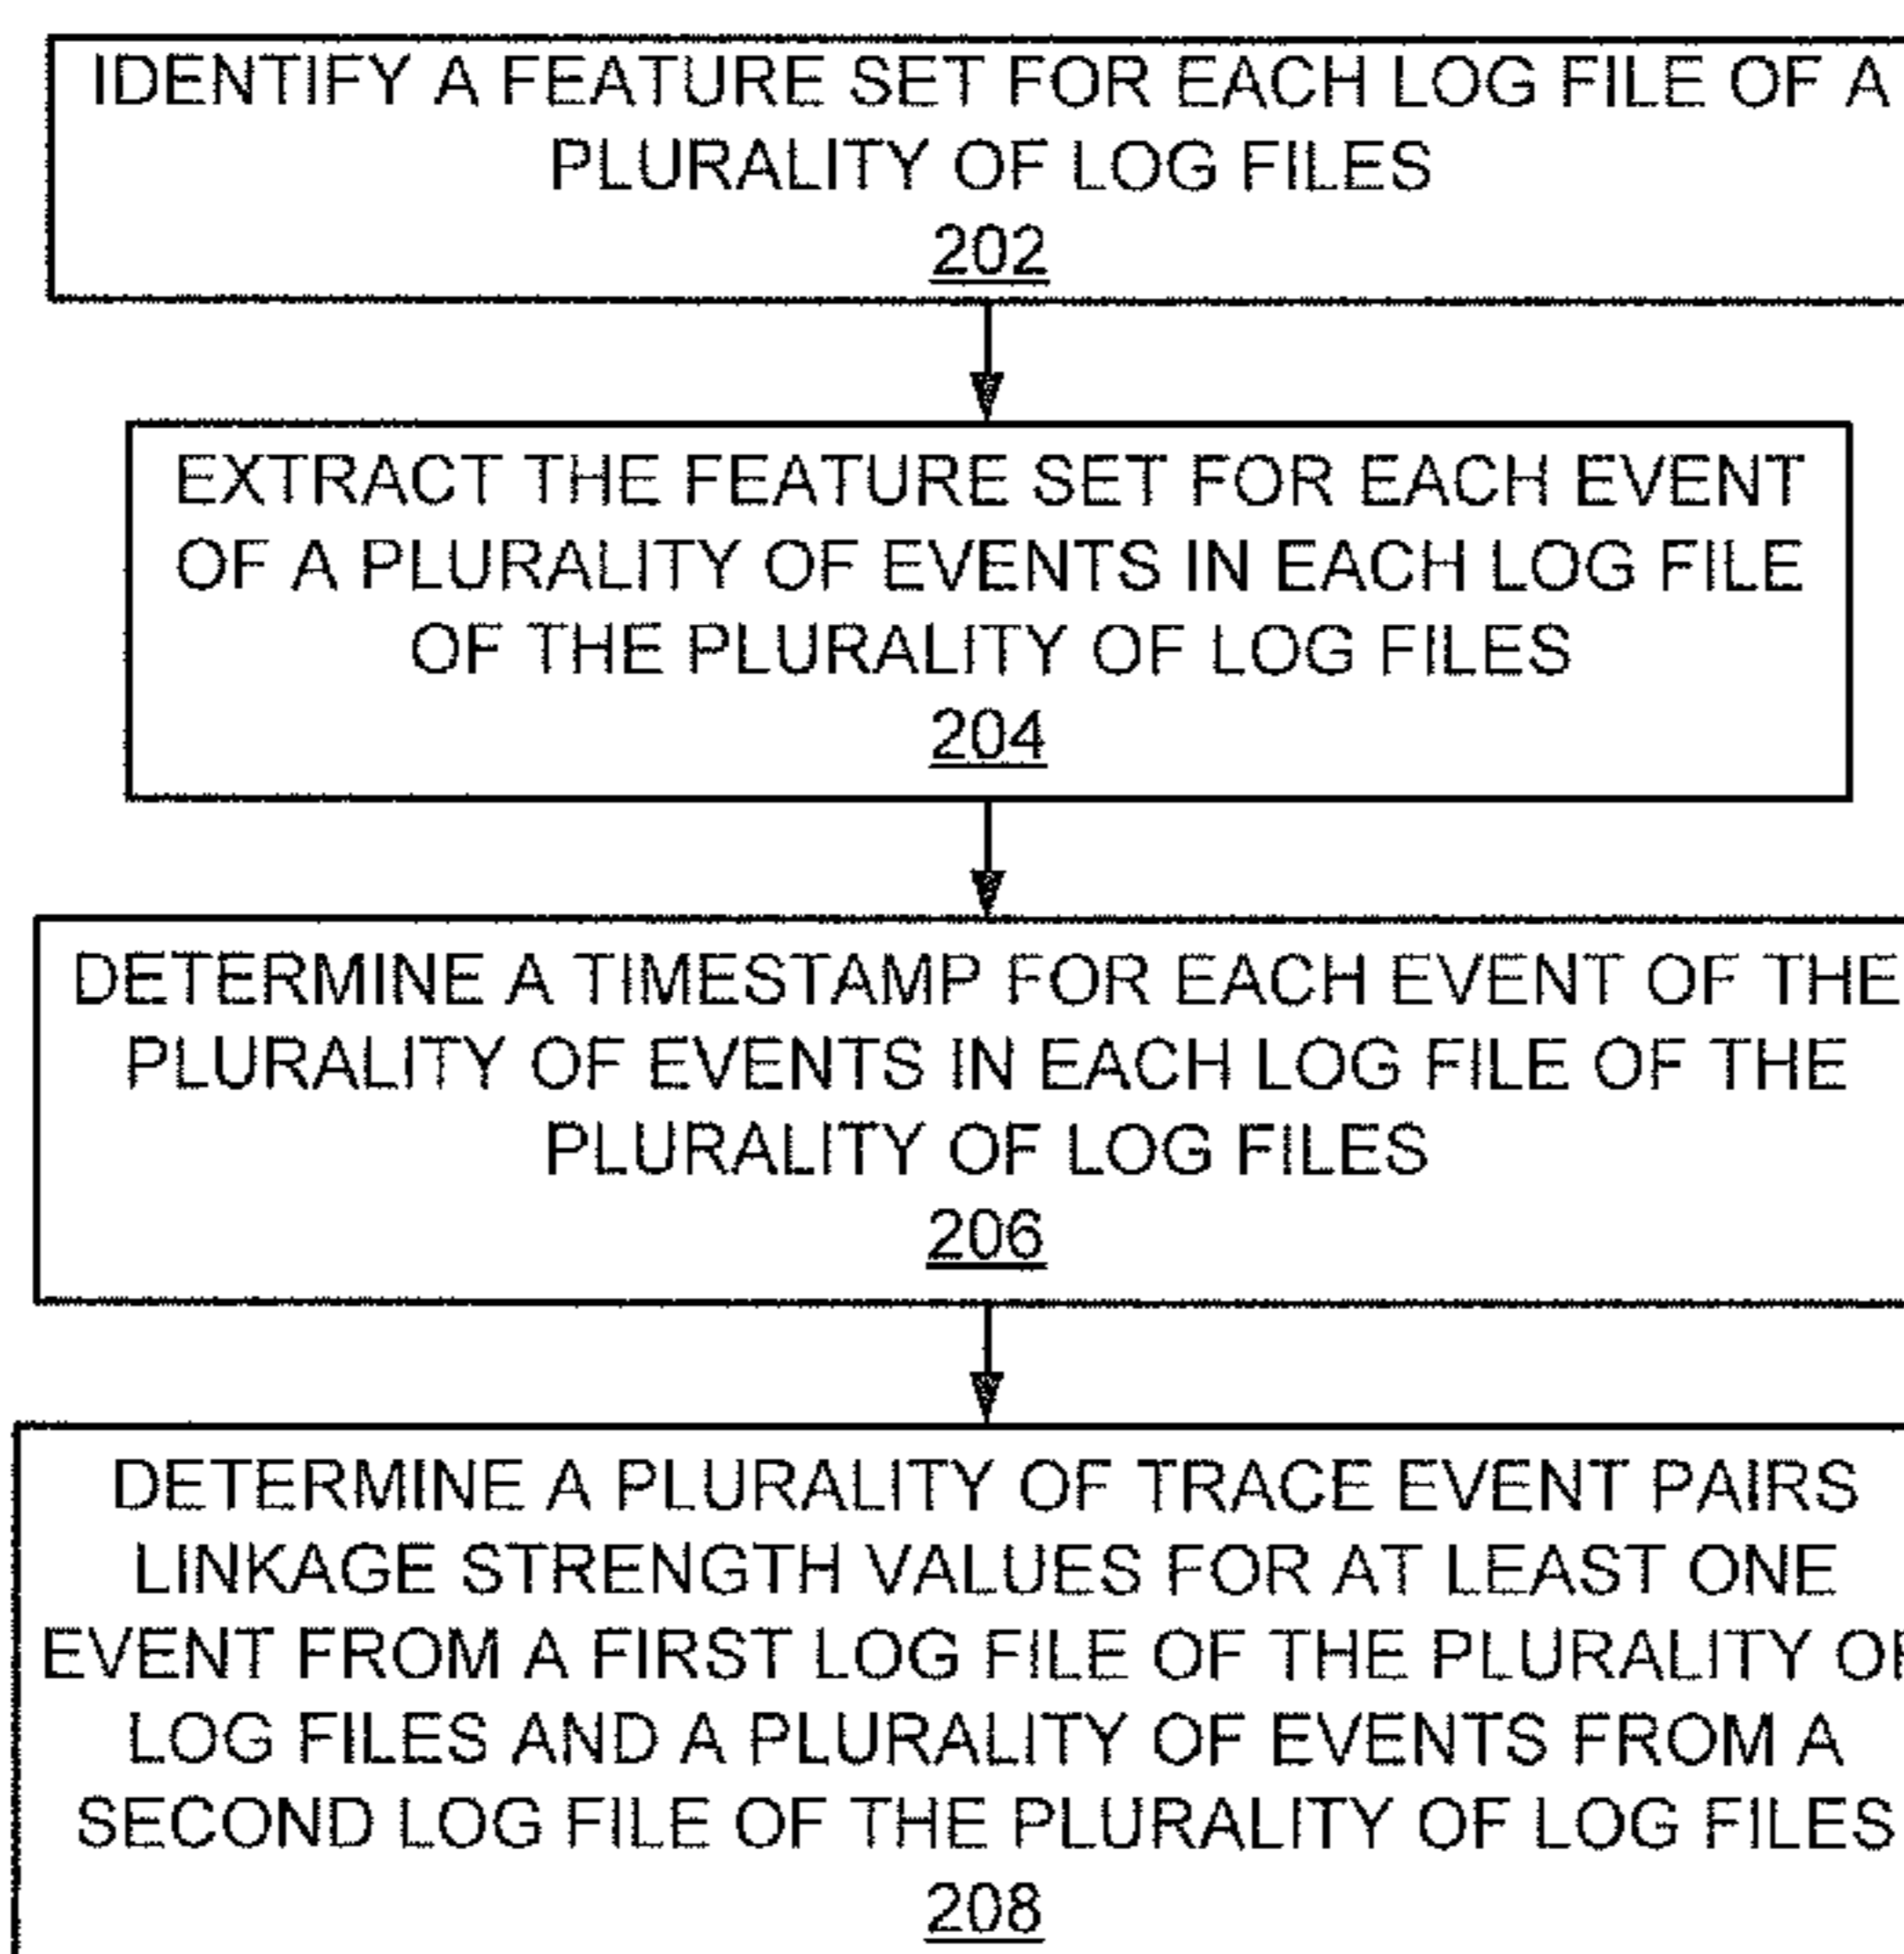 IDENTIFY A FEATURE SET FOR EACH LOG FILE OF A
PLURALITY OF LOG FILES
202
EXTRACT THE FEATURE SET FOR EACH EVENT
OF A PLURALITY OF EVENTS IN EACH LOG FILE
OF THE PLURALITY OF LOG FILES
204
DETERMINE A TIMESTAMP FOR EACH EVENT OF THE
PLURALITY OF EVENTS IN EACH LOG FILE OF THE
PLURALITY OF LOG FILES
206
DETERMINE A PLURALITY OF TRACE EVENT PAIRS
LINKAGE STRENGTH VALUES FOR AT LEAST ONE
EVENT FROM A FIRST LOG FILE OF THE PLURALITY OF
LOG FILES AND A PLURALITY OF EVENTS FROM A
SECOND LOG FILE OF THE PLURALITY OF LOG FILES
208